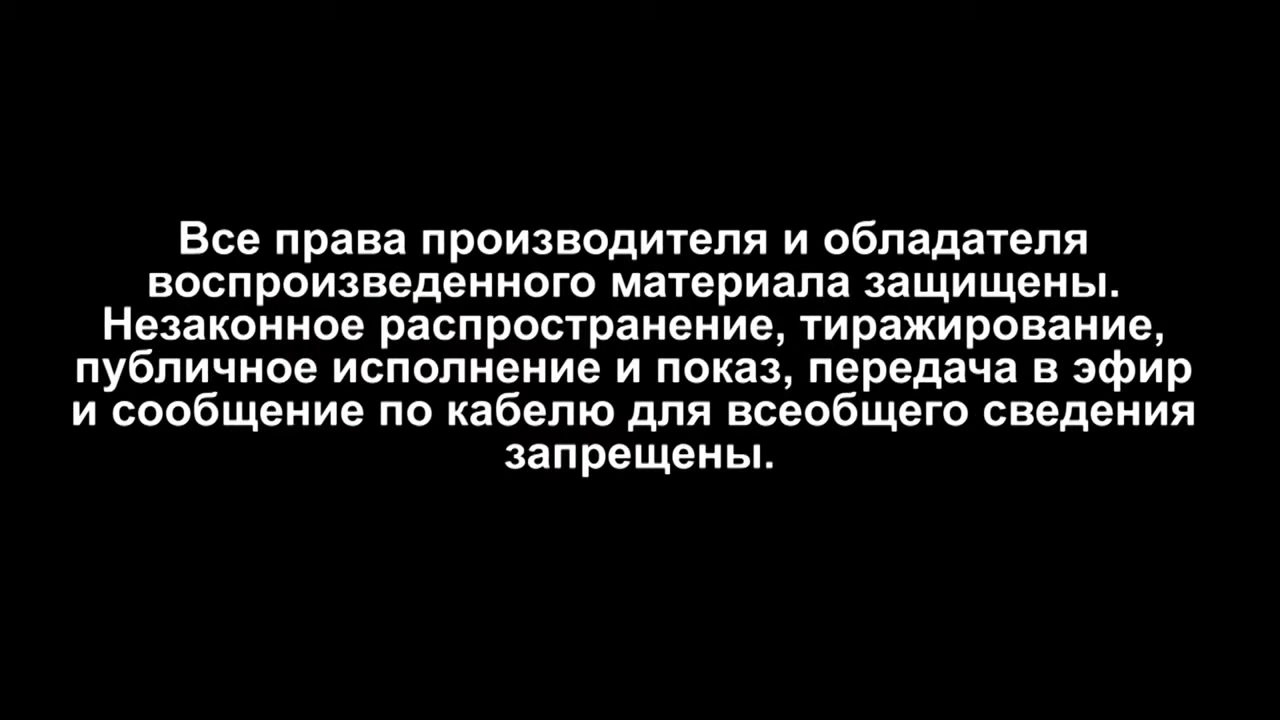 Все права производителя и обладателя
воспроизведенного материала защищены.
Незаконное распространение, тиражирование,
публичное исполнение и показ, передача в эфир
и сообщение по кабелю для всеобщего сведения
запрещены.